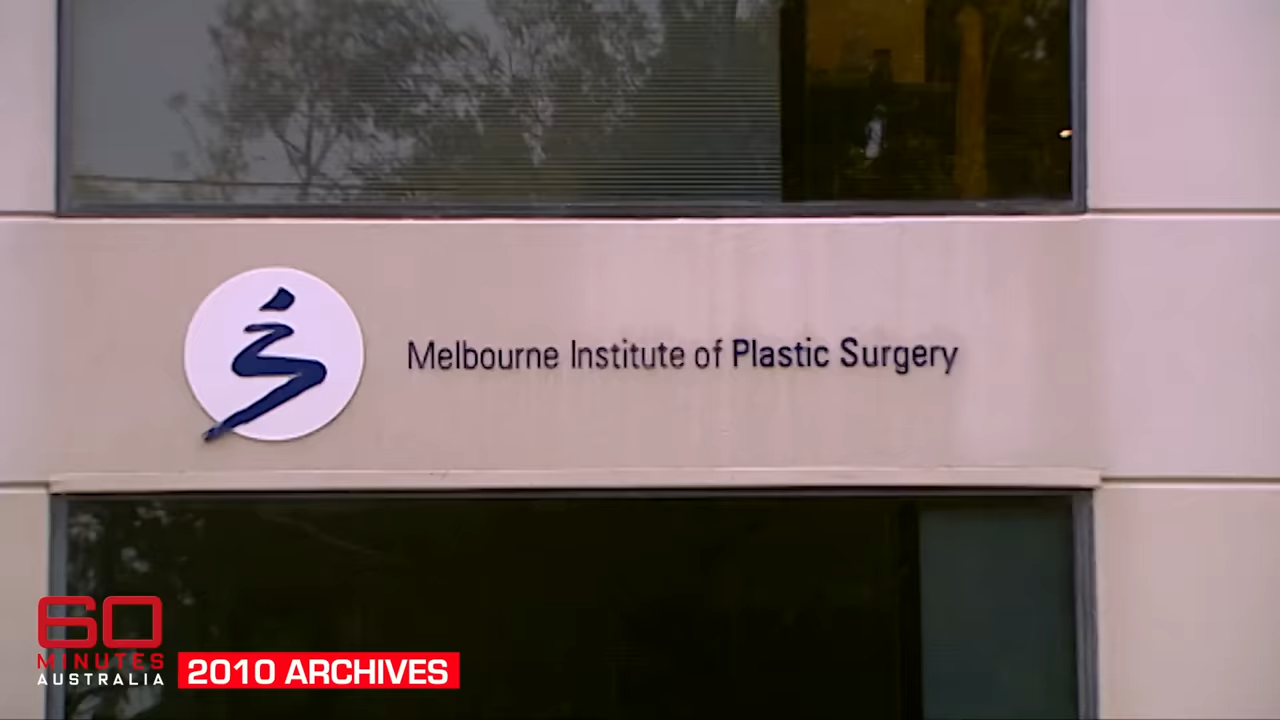 Melbourne Institute of Plastic Surgery
60
MINUTES
AUSTRALIA
2010 ARCHIVES